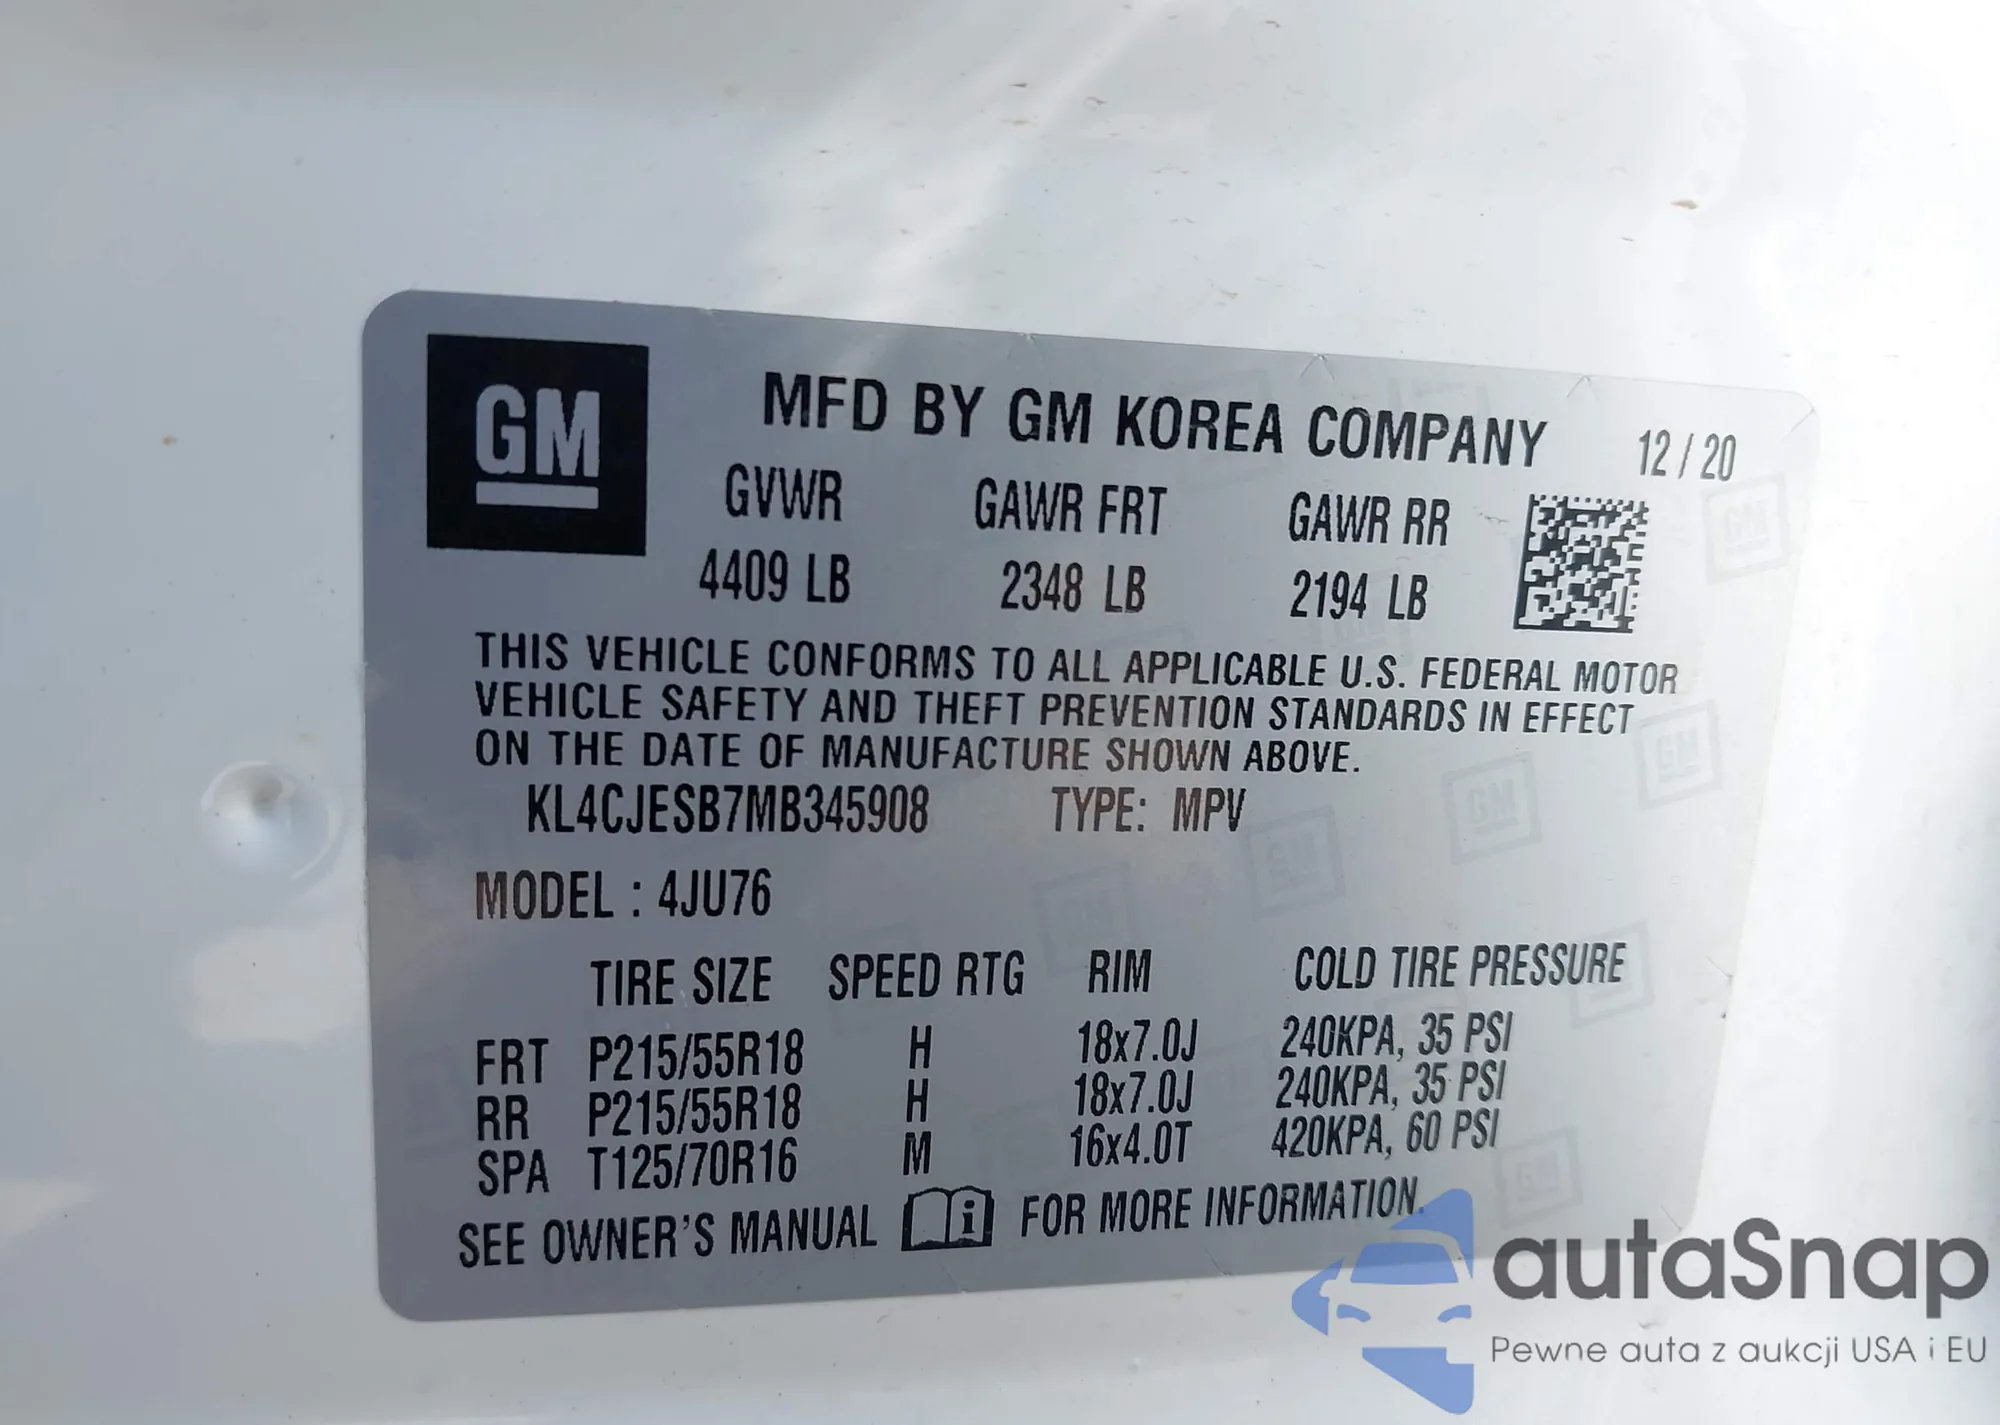 GM
MFD BY GM KOREA COMPANY 12 / 20
GVWR GAWR FRT GAWR RR
4409 LB 2348 LB 2194 LB
THIS VEHICLE CONFORMS TO ALL APPLICABLE U.S. FEDERAL MOTOR
VEHICLE SAFETY AND THEFT PREVENTION STANDARDS IN EFFECT
ON THE DATE OF MANUFACTURE SHOWN ABOVE.
KL4CJESB7MB345908 TYPE: MPV
MODEL : 4JU76
TIRE SIZE SPEED RTG RIM COLD TIRE PRESSURE
FRT P215/55R18 H 18x7.0J 240KPA, 35 PSI
RR P215/55R18 H 18x7.0J 240KPA, 35 PSI
SPA T125/70R16 M 16x4.0T 420KPA, 60 PSI
SEE OWNER'S MANUAL i FOR MORE INFORMATION.
autaSnap
Pewne auta z aukcji USA i EU